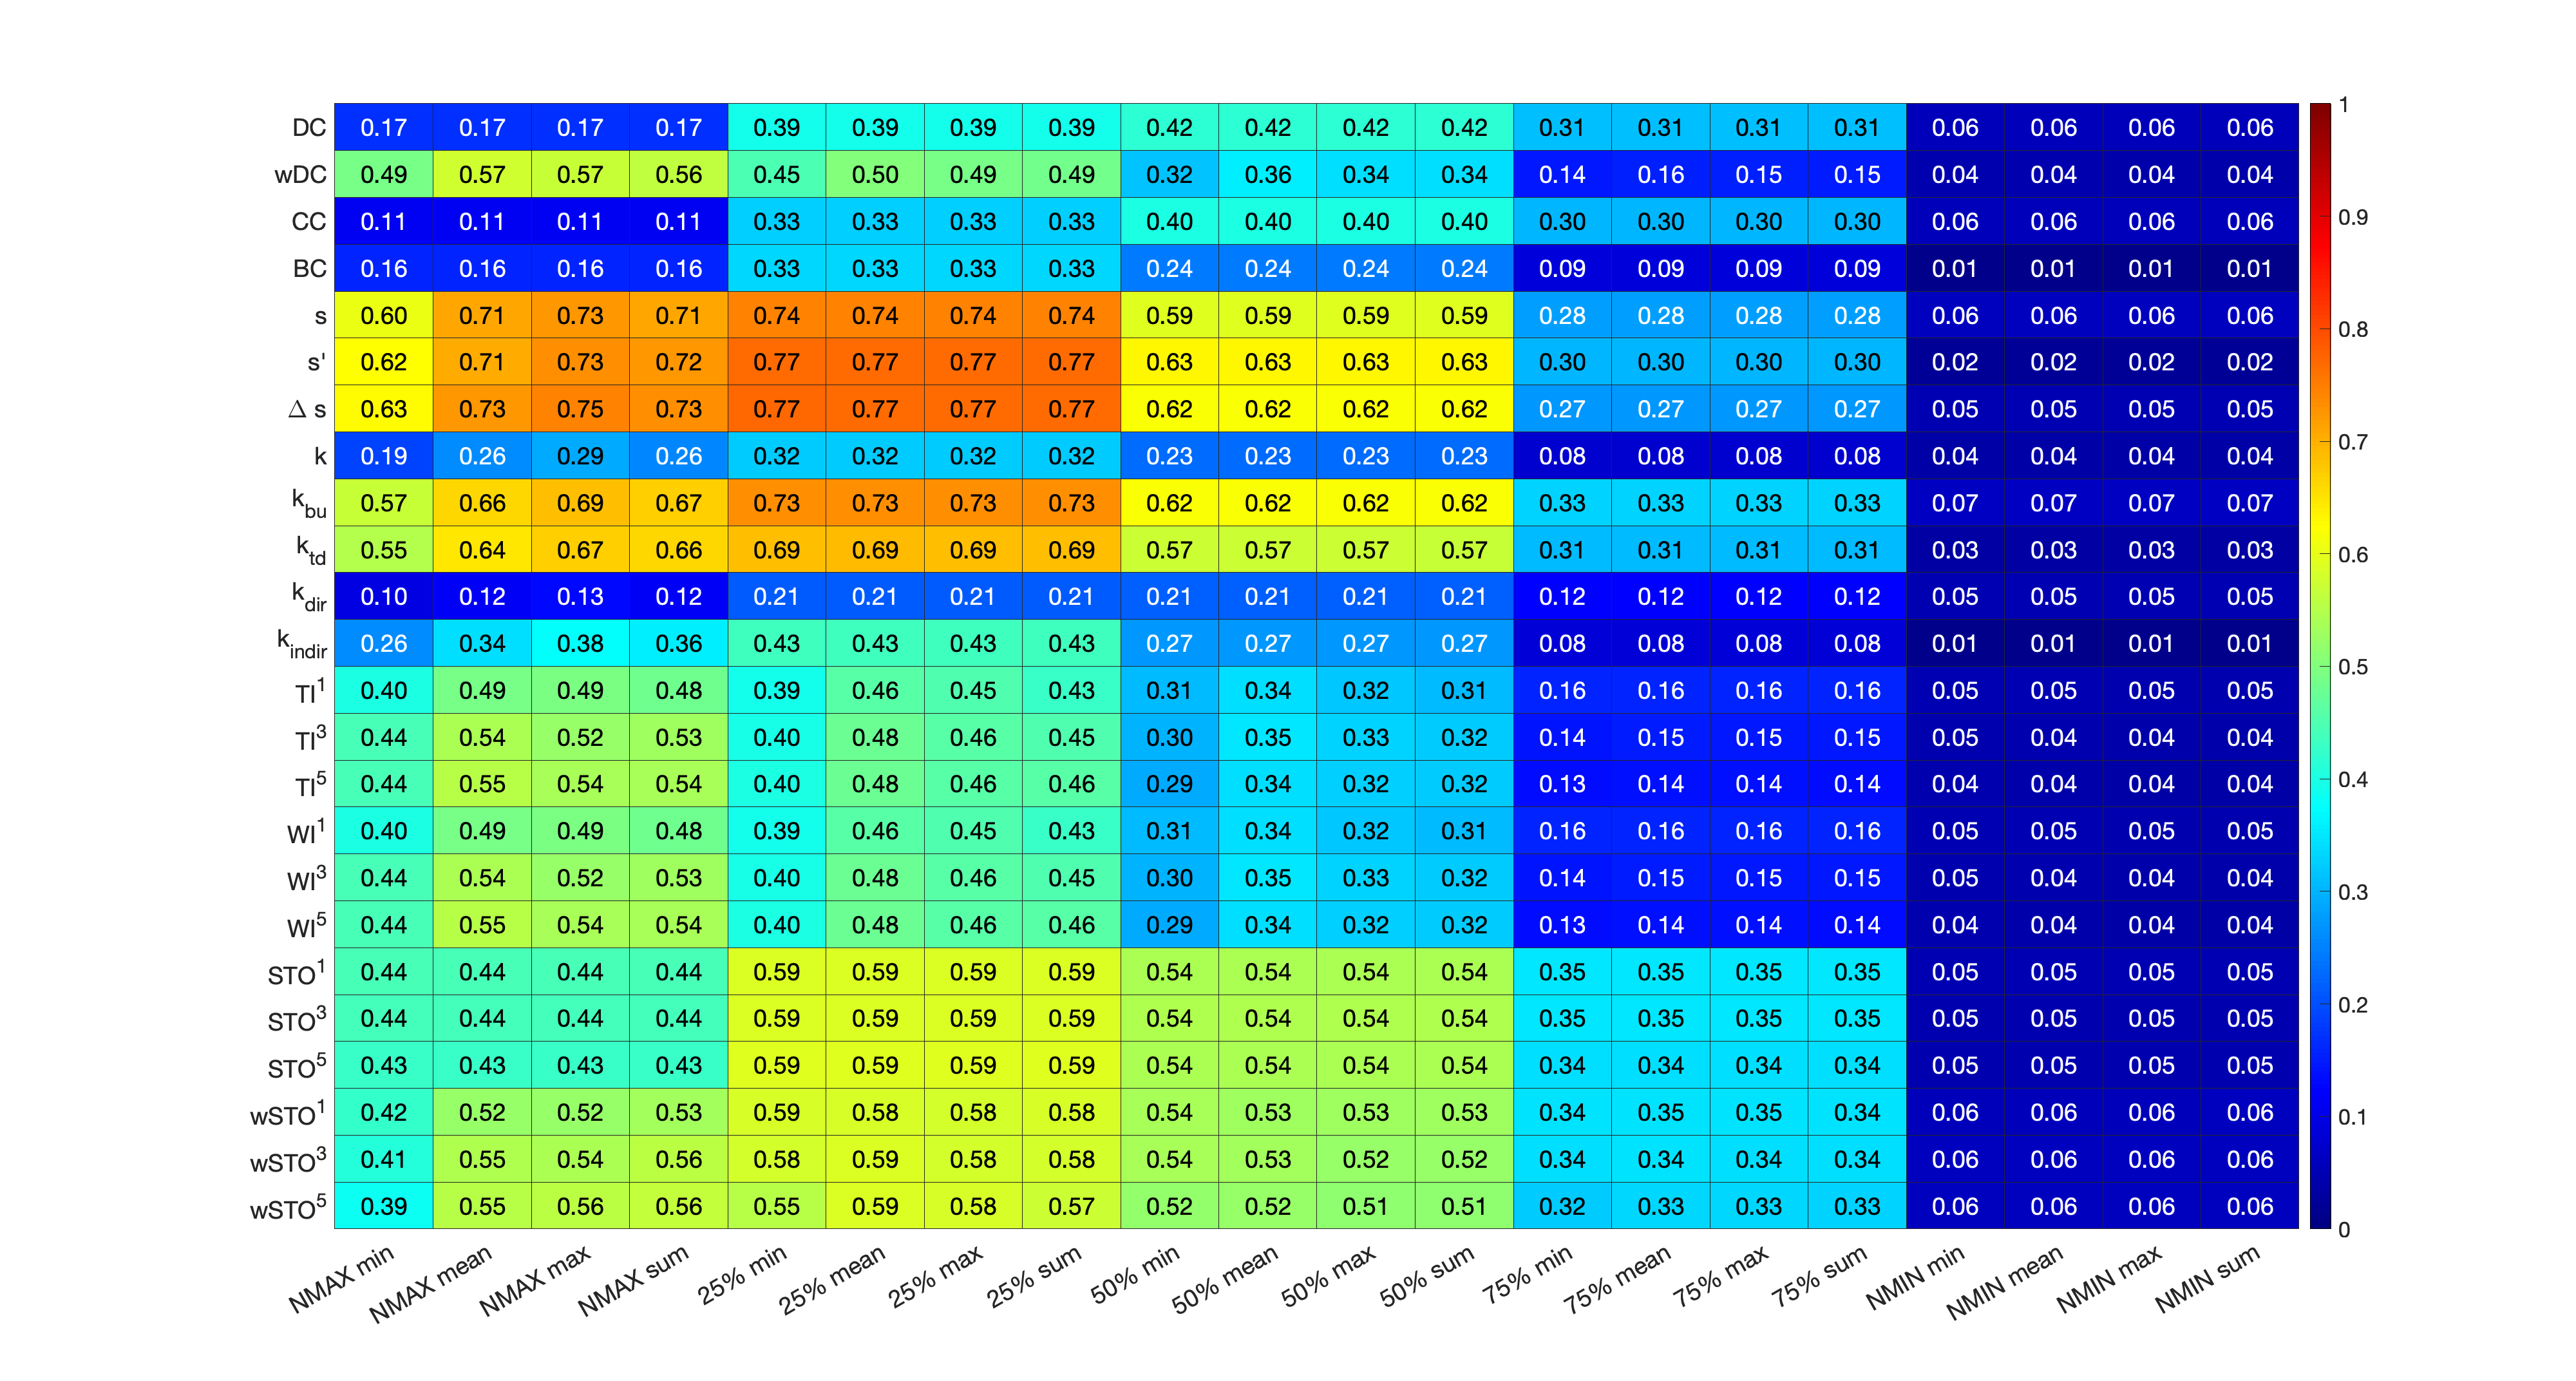 DC 0.17 0.17 0.17 0.17 0.39 0.39 0.39 0.39 0.42 0.42 0.42 0.42 0.31 0.31 0.31 0.31 0.06 0.06 0.06 0.06
wDC 0.49 0.57 0.57 0.56 0.45 0.50 0.49 0.49 0.32 0.36 0.34 0.34 0.14 0.16 0.15 0.15 0.04 0.04 0.04 0.04
CC 0.11 0.11 0.11 0.11 0.33 0.33 0.33 0.33 0.40 0.40 0.40 0.40 0.30 0.30 0.30 0.30 0.06 0.06 0.06 0.06
BC 0.16 0.16 0.16 0.16 0.33 0.33 0.33 0.33 0.24 0.24 0.24 0.24 0.09 0.09 0.09 0.09 0.01 0.01 0.01 0.01
s 0.60 0.71 0.73 0.71 0.74 0.74 0.74 0.74 0.59 0.59 0.59 0.59 0.28 0.28 0.28 0.28 0.06 0.06 0.06 0.06
s' 0.62 0.71 0.73 0.72 0.77 0.77 0.77 0.77 0.63 0.63 0.63 0.63 0.30 0.30 0.30 0.30 0.02 0.02 0.02 0.02
Δ s 0.63 0.73 0.75 0.73 0.77 0.77 0.77 0.77 0.62 0.62 0.62 0.62 0.27 0.27 0.27 0.27 0.05 0.05 0.05 0.05
k 0.19 0.26 0.29 0.26 0.32 0.32 0.32 0.32 0.23 0.23 0.23 0.23 0.08 0.08 0.08 0.08 0.04 0.04 0.04 0.04
k_bu 0.57 0.66 0.69 0.67 0.73 0.73 0.73 0.73 0.62 0.62 0.62 0.62 0.33 0.33 0.33 0.33 0.07 0.07 0.07 0.07
k_td 0.55 0.64 0.67 0.66 0.69 0.69 0.69 0.69 0.57 0.57 0.57 0.57 0.31 0.31 0.31 0.31 0.03 0.03 0.03 0.03
k_dir 0.10 0.12 0.13 0.12 0.21 0.21 0.21 0.21 0.21 0.21 0.21 0.21 0.12 0.12 0.12 0.12 0.05 0.05 0.05 0.05
k_indir 0.26 0.34 0.38 0.36 0.43 0.43 0.43 0.43 0.27 0.27 0.27 0.27 0.08 0.08 0.08 0.08 0.01 0.01 0.01 0.01
TI¹ 0.40 0.49 0.49 0.48 0.39 0.46 0.45 0.43 0.31 0.34 0.32 0.31 0.16 0.16 0.16 0.16 0.05 0.05 0.05 0.05
TI³ 0.44 0.54 0.52 0.53 0.40 0.48 0.46 0.45 0.30 0.35 0.33 0.32 0.14 0.15 0.15 0.15 0.05 0.04 0.04 0.04
TI⁵ 0.44 0.55 0.54 0.54 0.40 0.48 0.46 0.46 0.29 0.34 0.32 0.32 0.13 0.14 0.14 0.14 0.04 0.04 0.04 0.04
WI¹ 0.40 0.49 0.49 0.48 0.39 0.46 0.45 0.43 0.31 0.34 0.32 0.31 0.16 0.16 0.16 0.16 0.05 0.05 0.05 0.05
WI³ 0.44 0.54 0.52 0.53 0.40 0.48 0.46 0.45 0.30 0.35 0.33 0.32 0.14 0.15 0.15 0.15 0.05 0.04 0.04 0.04
WI⁵ 0.44 0.55 0.54 0.54 0.40 0.48 0.46 0.46 0.29 0.34 0.32 0.32 0.13 0.14 0.14 0.14 0.04 0.04 0.04 0.04
STO¹ 0.44 0.44 0.44 0.44 0.59 0.59 0.59 0.59 0.54 0.54 0.54 0.54 0.35 0.35 0.35 0.35 0.05 0.05 0.05 0.05
STO³ 0.44 0.44 0.44 0.44 0.59 0.59 0.59 0.59 0.54 0.54 0.54 0.54 0.35 0.35 0.35 0.35 0.05 0.05 0.05 0.05
STO⁵ 0.43 0.43 0.43 0.43 0.59 0.59 0.59 0.59 0.54 0.54 0.54 0.54 0.34 0.34 0.34 0.34 0.05 0.05 0.05 0.05
wSTO¹ 0.42 0.52 0.52 0.53 0.59 0.58 0.58 0.58 0.54 0.53 0.53 0.53 0.34 0.35 0.35 0.34 0.06 0.06 0.06 0.06
wSTO³ 0.41 0.55 0.54 0.56 0.58 0.59 0.58 0.58 0.54 0.53 0.52 0.52 0.34 0.34 0.34 0.34 0.06 0.06 0.06 0.06
wSTO⁵ 0.39 0.55 0.56 0.56 0.55 0.59 0.58 0.57 0.52 0.52 0.51 0.51 0.32 0.33 0.33 0.33 0.06 0.06 0.06 0.06
NMAX min NMAX mean NMAX max NMAX sum 25% min 25% mean 25% max 25% sum 50% min 50% mean 50% max 50% sum 75% min 75% mean 75% max 75% sum NMIN min NMIN mean NMIN max NMIN sum
1
0.9
0.8
0.7
0.6
0.5
0.4
0.3
0.2
0.1
0